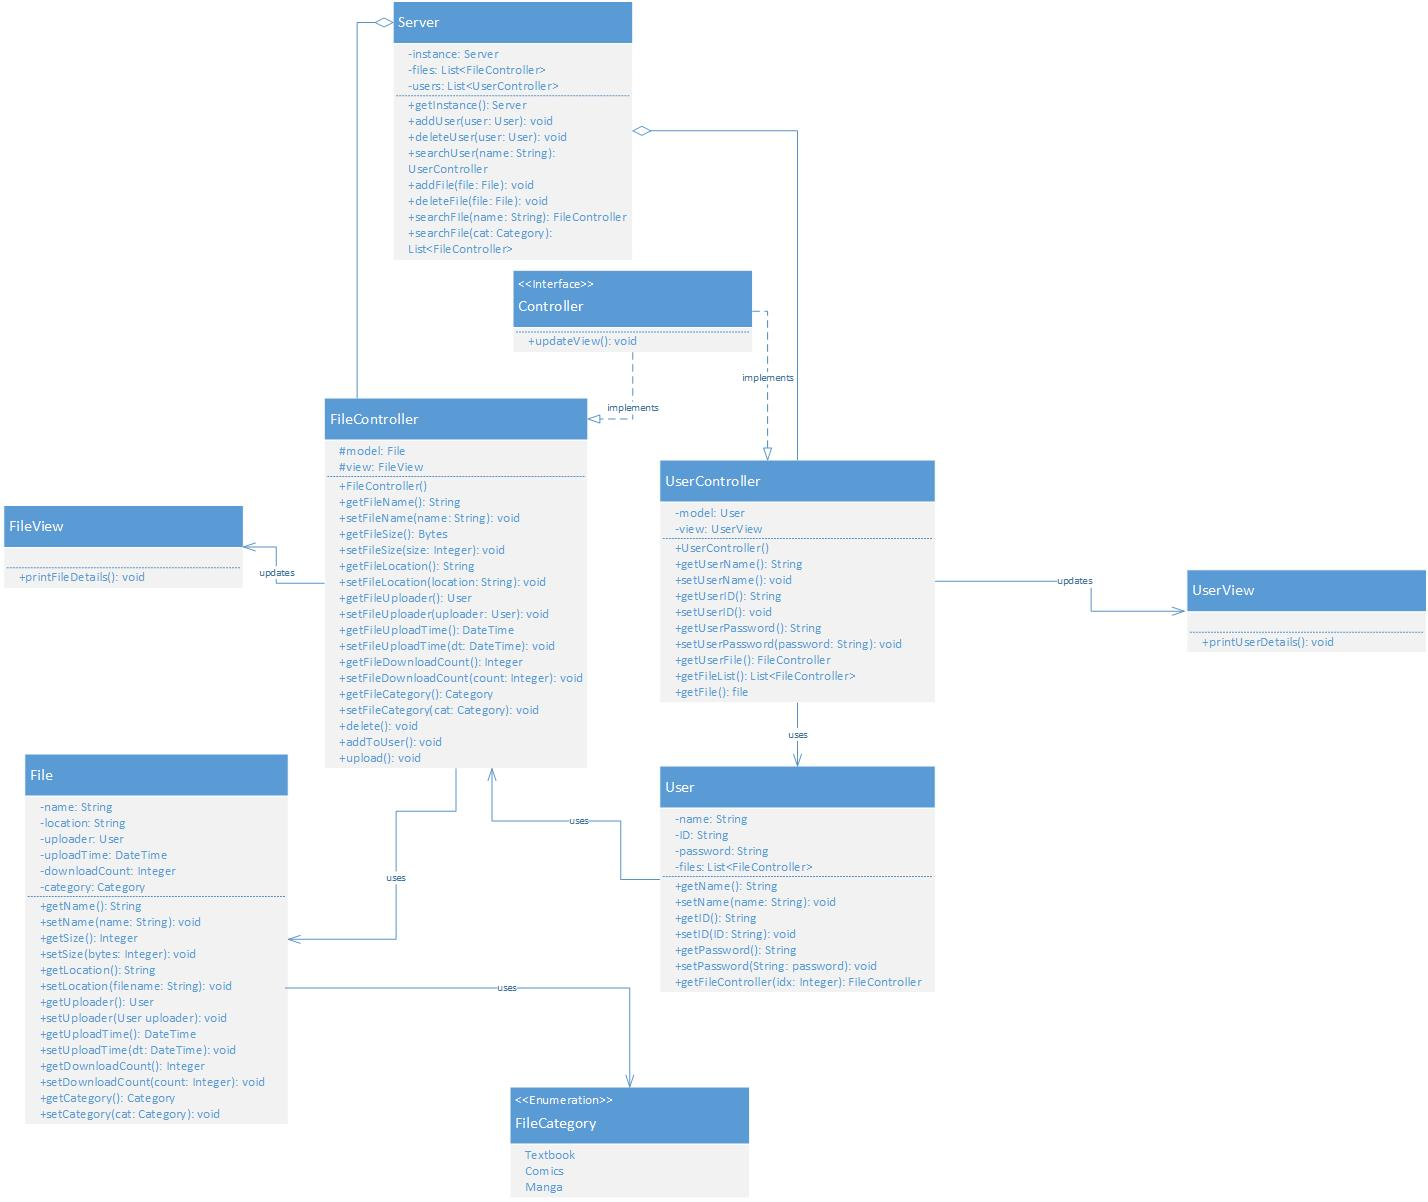 Server
-instance: Server
-files: List<FileController>
-users: List<UserController>
+getInstance(): Server
+addUser(user: User): void
+deleteUser(user: User): void
+searchUser(name: String):
UserController
+addFile(file: File): void
+deleteFile(file: File): void
+searchFIle(name: String): FileController
+searchFile(cat: Category):
List<FileController>
<<Interface>>
Controller
+updateView(): void
implements
implements
FileController
#model: File
#view: FileView
+FileController()
+getFileName(): String
+setFileName(name: String): void
+getFileSize(): Bytes
+setFileSize(size: Integer): void
+getFileLocation(): String
+setFileLocation(location: String): void
+getFileUploader(): User
+setFileUploader(uploader: User): void
+getFileUploadTime(): DateTime
+setFileUploadTime(dt: DateTime): void
+getFileDownloadCount(): Integer
+setFileDownloadCount(count: Integer): void
+getFileCategory(): Category
+setFileCategory(cat: Category): void
+delete(): void
+addToUser(): void
+upload(): void
UserController
-model: User
-view: UserView
+UserController()
+getUserName(): String
+setUserName(): void
+getUserID(): String
+setUserID(): void
+getUserPassword(): String
+setUserPassword(password: String): void
+getUserFile(): FileController
+getFileList(): List<FileController>
+getFile(): file
FileView
+printFileDetails(): void
updates
updates
UserView
+printUserDetails(): void
uses
File
-name: String
-location: String
-uploader: User
-uploadTime: DateTime
-downloadCount: Integer
-category: Category
+getName(): String
+setName(name: String): void
+getSize(): Integer
+setSize(bytes: Integer): void
+getLocation(): String
+setLocation(filename: String): void
+getUploader(): User
+setUploader(User uploader): void
+getUploadTime(): DateTime
+setUploadTime(dt: DateTime): void
+getDownloadCount(): Integer
+setDownloadCount(count: Integer): void
+getCategory(): Category
+setCategory(cat: Category): void
uses
uses
User
-name: String
-ID: String
-password: String
-files: List<FileController>
+getName(): String
+setName(name: String): void
+getID(): String
+setID(ID: String): void
+getPassword(): String
+setPassword(String: password): void
+getFileController(idx: Integer): FileController
uses
<<Enumeration>>
FileCategory
Textbook
Comics
Manga